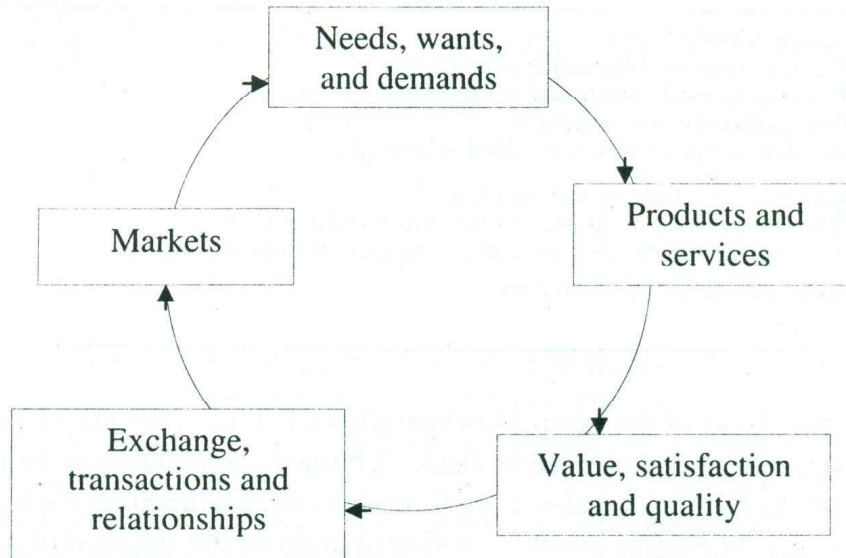 Needs, wants,
and demands
Products and
services
Value, satisfaction
and quality
Exchange,
transactions and
relationships
Markets